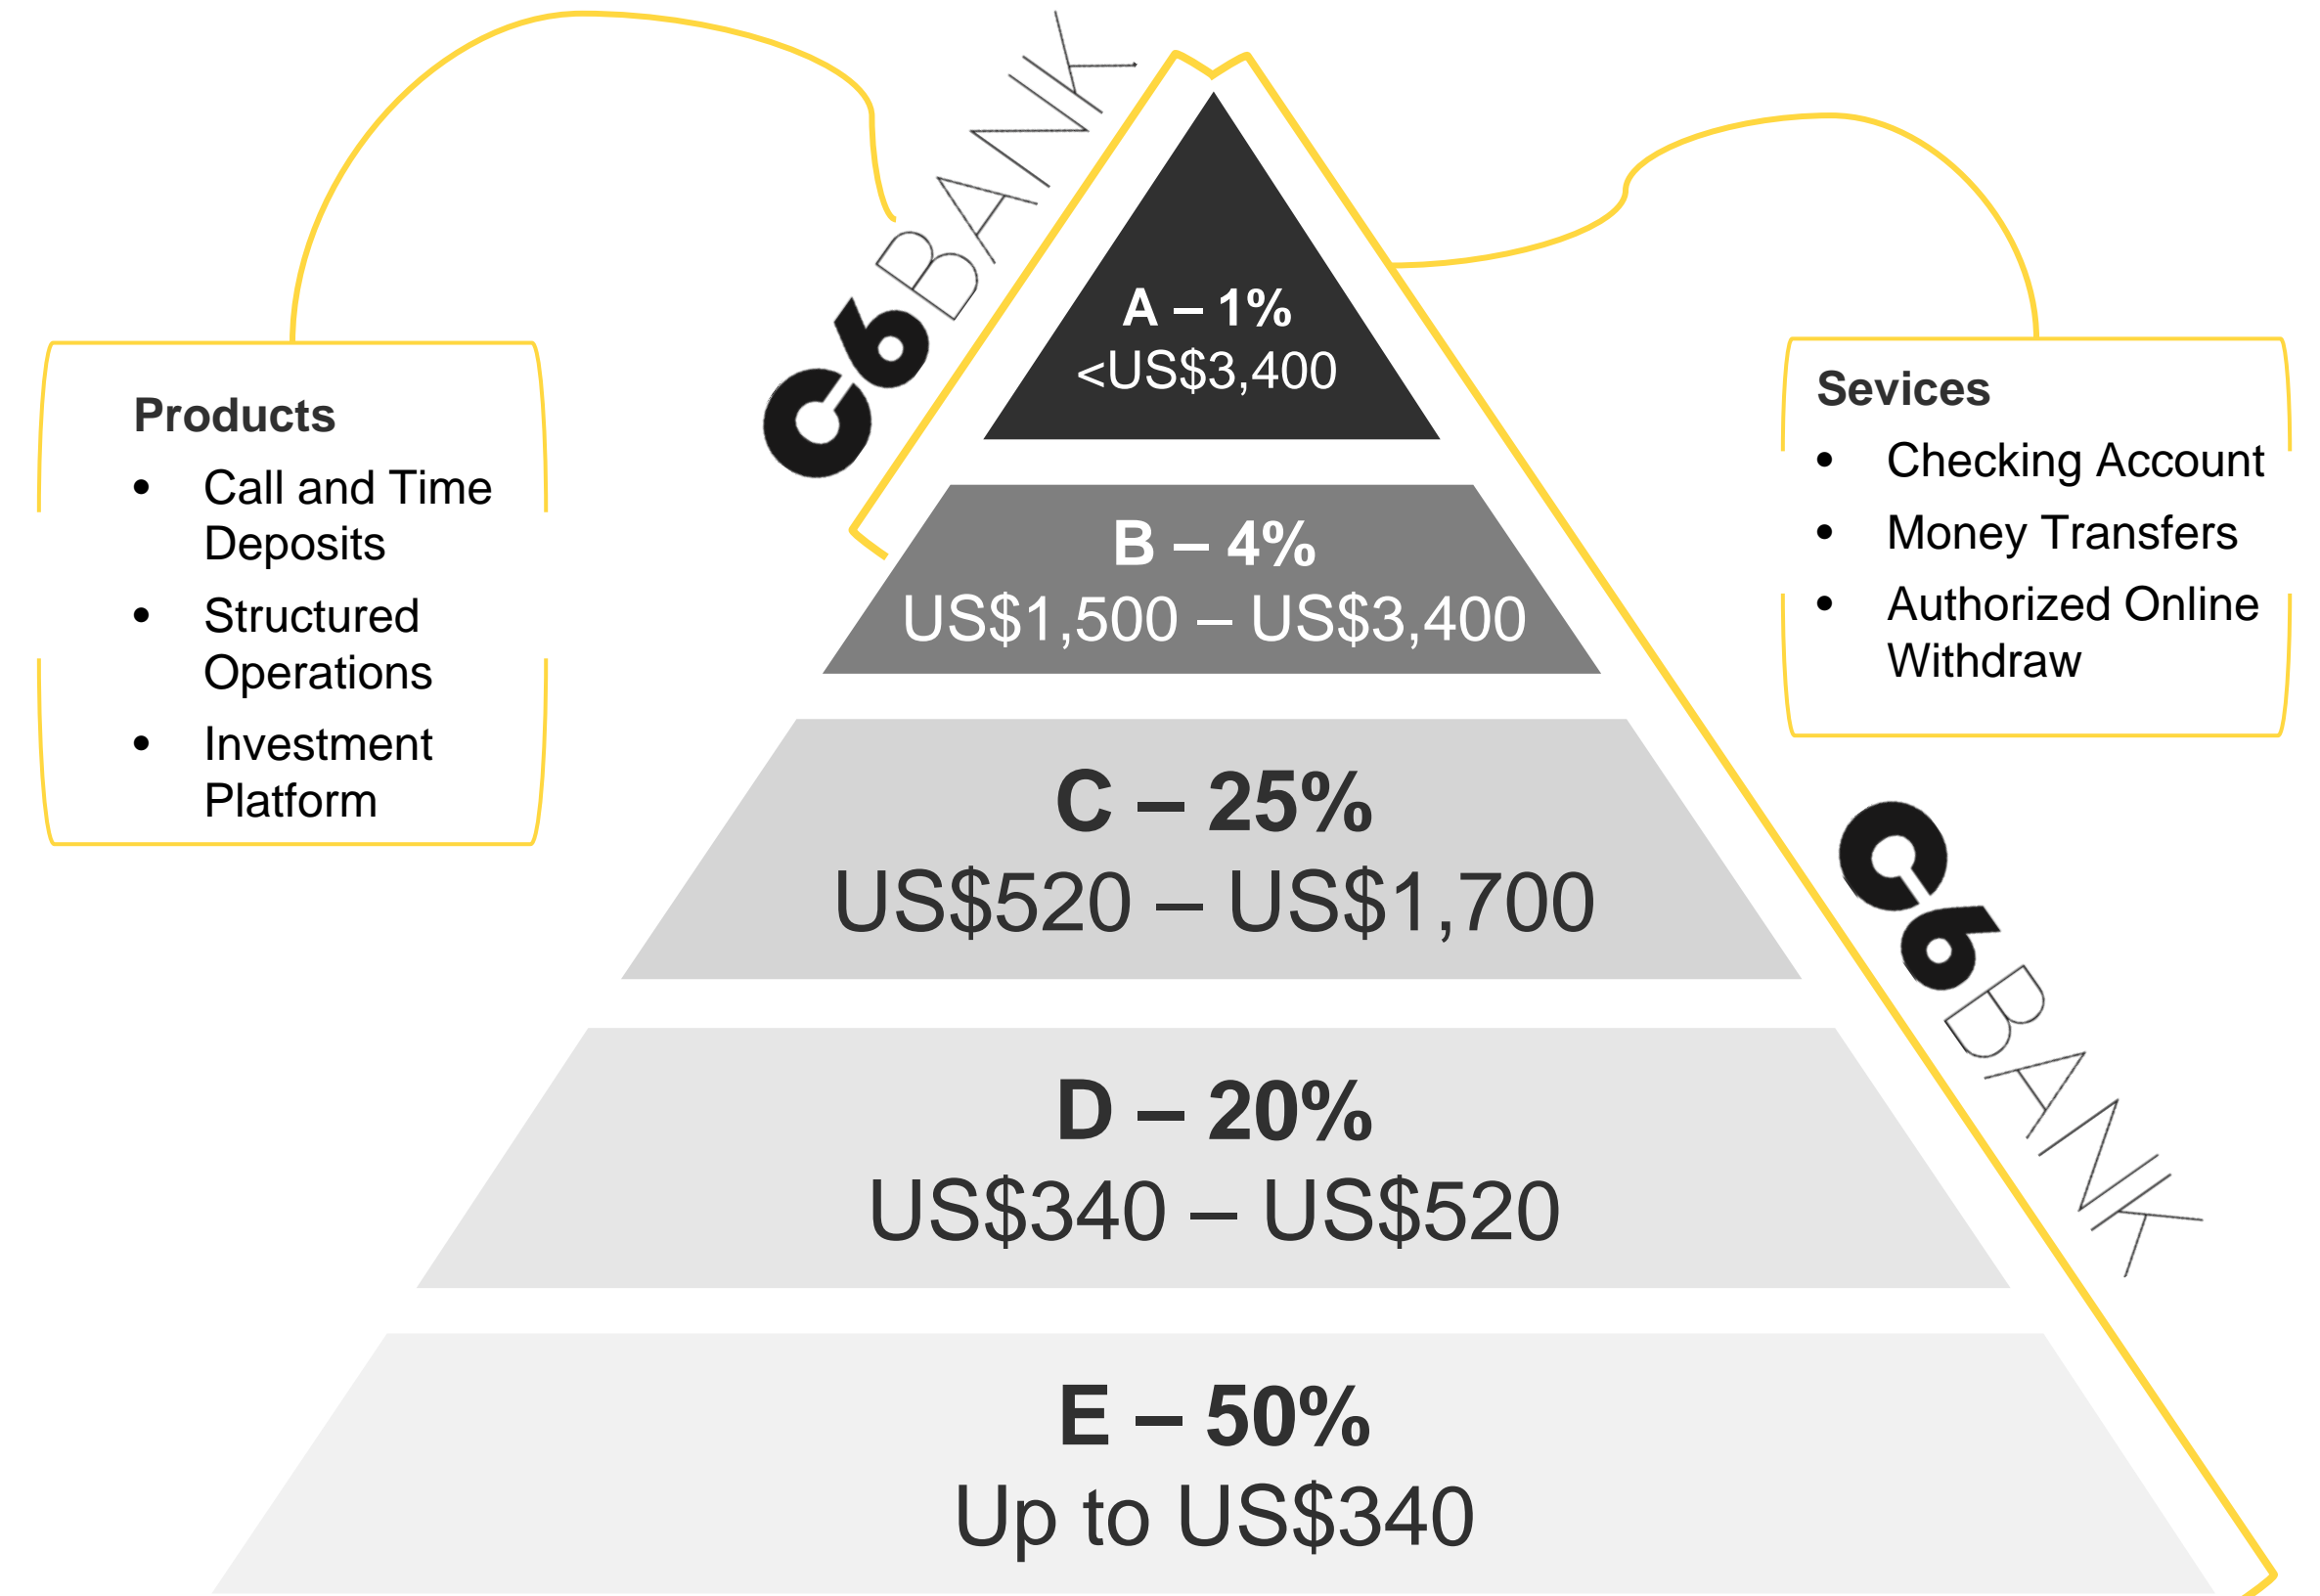 C6BANK
A – 1%
<US$3,400
Products
• Call and Time
Deposits
• Structured
Operations
• Investment
Platform
Sevices
• Checking Account
• Money Transfers
• Authorized Online
Withdraw
B – 4%
US$1,500 – US$3,400
C – 25%
US$520 – US$1,700
C6BANK
D – 20%
US$340 – US$520
E – 50%
Up to US$340